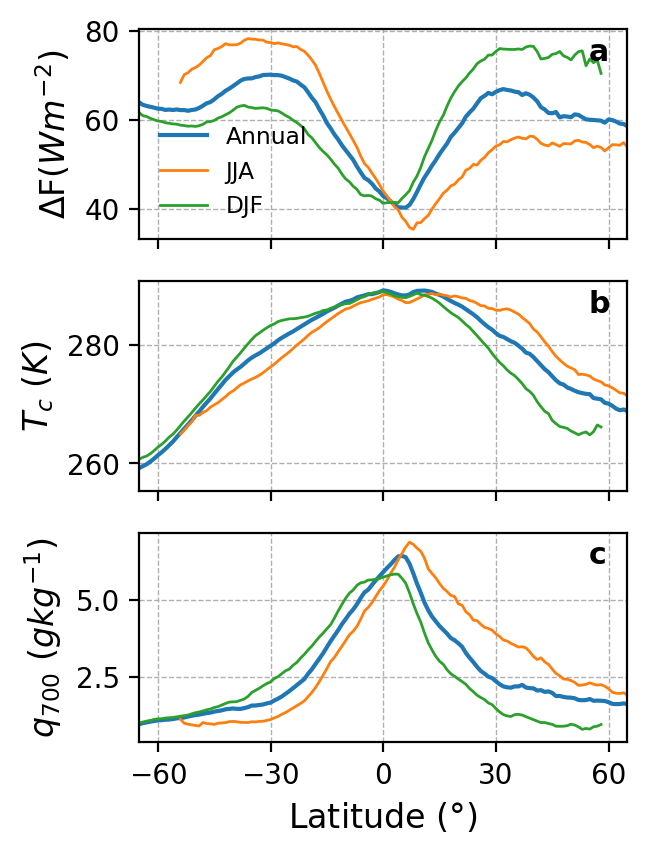 80
60
40
ΔF(Wm⁻²)
a
Annual
JJA
DJF
280
260
T_c (K)
b
5.0
2.5
q₇₀₀ (gkg⁻¹)
c
−60 −30 0 30 60
Latitude (°)